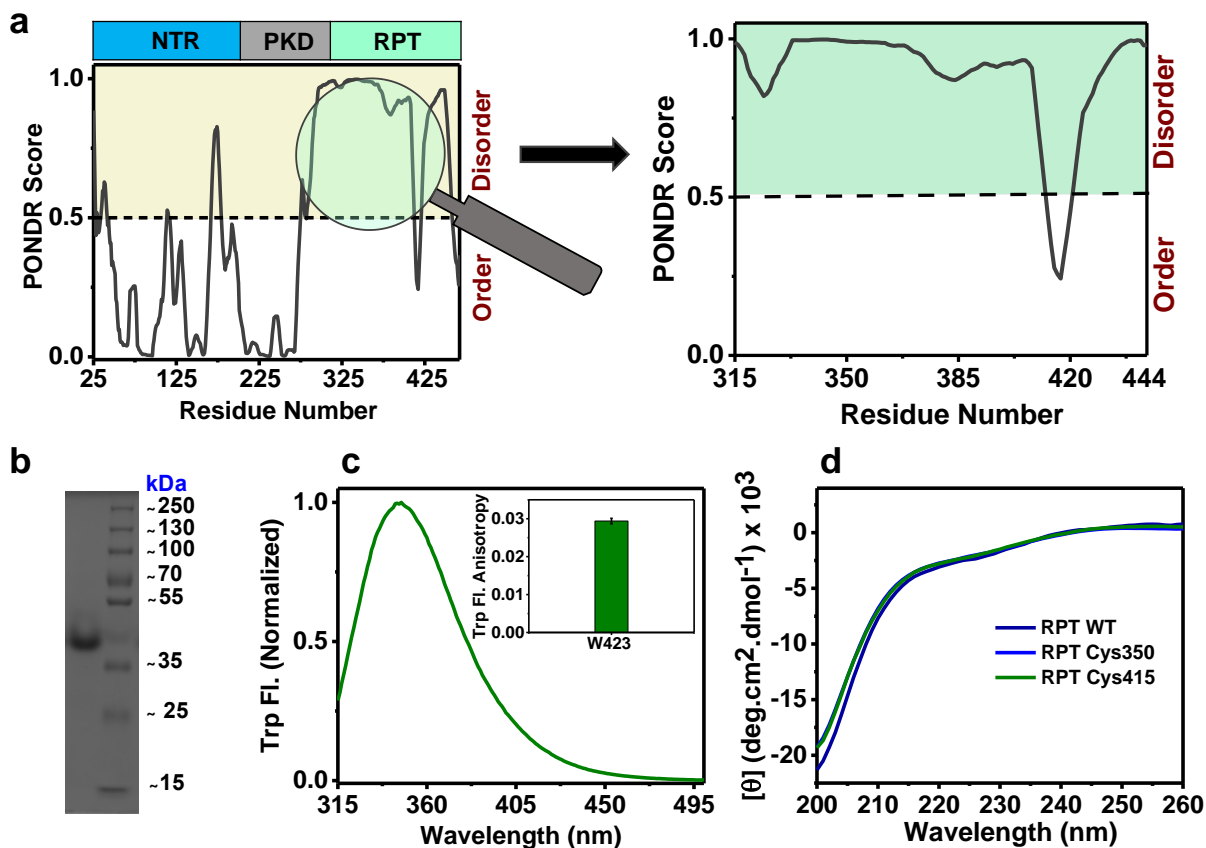 a
NTR PKD RPT
PONDR Score
1.0
0.5
0.0
Order Disorder
25 125 225 325 425
Residue Number
PONDR Score
1.0
0.5
0.0
Order Disorder
315 350 385 420 444
Residue Number
b
kDa
~250
~130
~100
~70
~55
~35
~25
~15
c
Trp Fl. (Normalized)
1.0
0.5
0.0
315 360 405 450 495
Wavelength (nm)
Trp Fl. Anisotropy
0.03
0.02
0.01
0.00
W423
d
[θ] (deg.cm2.dmol-1) x 103
0
-5
-10
-15
-20
200 210 220 230 240 250 260
Wavelength (nm)
RPT WT
RPT Cys350
RPT Cys415